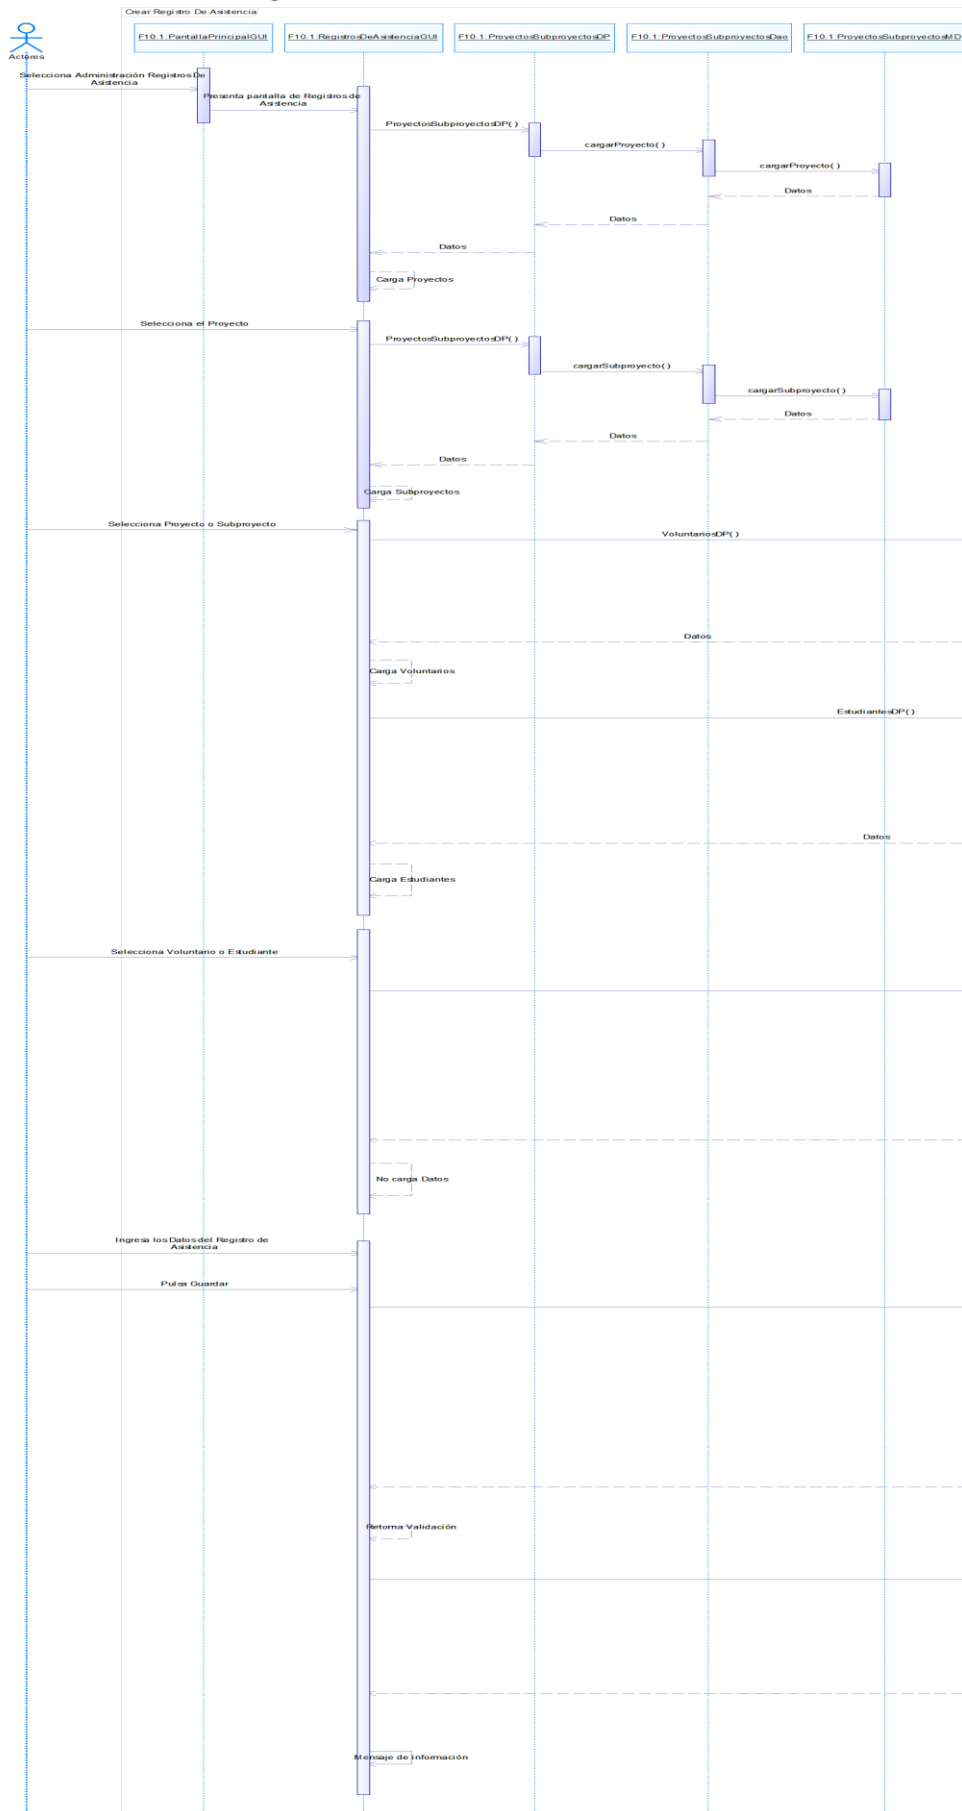 Crear Registro De Asistencia
F10.1:PantallaPrincipalGUI
F10.1:RegistrosDeAsistenciaGUI
F10.1:ProyectosSubproyectosDP
F10.1:ProyectosSubproyectosDao
F10.1:ProyectosSubproyectosMD
Actores
Selecciona Administración Registros De
Asistencia
Presenta pantalla de Registros de
Asistencia
ProyectosSubproyectosDP( )
cargarProyecto( )
cargarProyecto( )
Datos
Datos
Datos
Carga Proyectos
Selecciona el Proyecto
ProyectosSubproyectosDP( )
cargarSubproyecto( )
cargarSubproyecto( )
Datos
Datos
Datos
Carga Subproyectos
Selecciona Proyecto o Subproyecto
VoluntariosDP( )
Datos
Carga Voluntarios
EstudiantesDP( )
Datos
Carga Estudiantes
Selecciona Voluntario o Estudiante
No carga Datos
Ingresa los Datos del Registro de
Asistencia
Pulsa Guardar
Retorna Validación
Mensaje de información